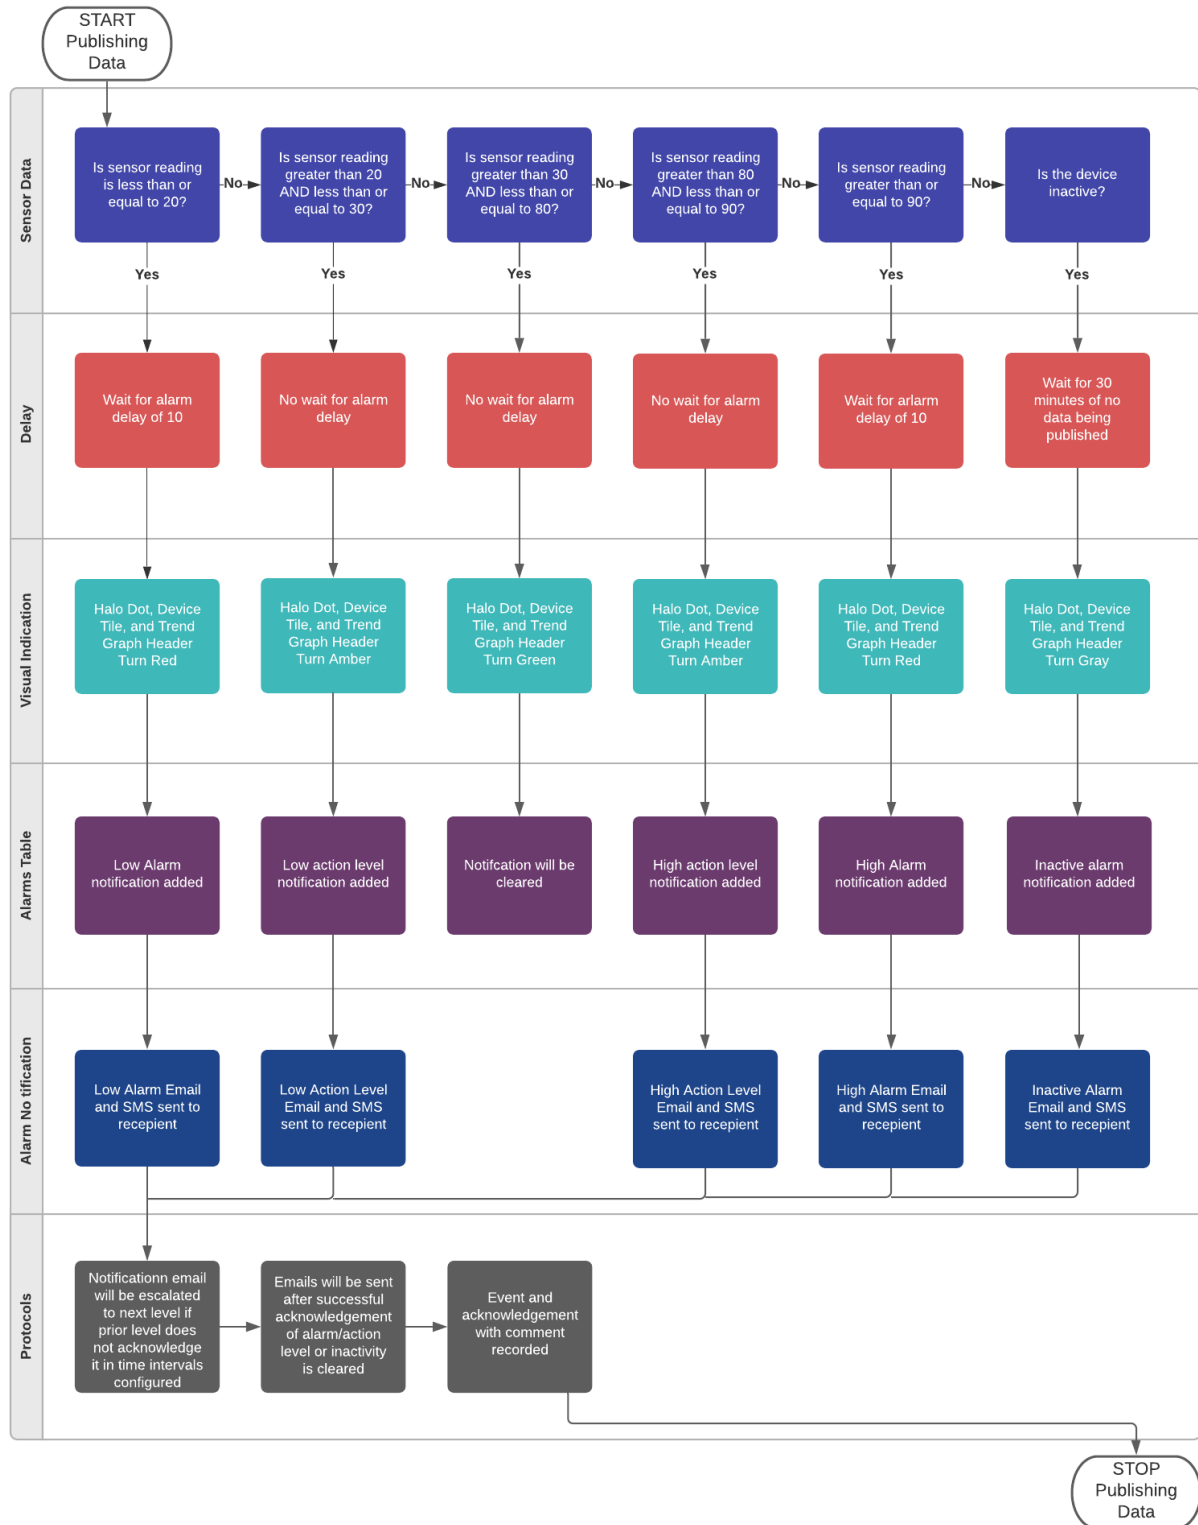 START
Publishing
Data
Sensor Data
Is sensor reading
is less than or
equal to 20?
No
Is sensor reading
greater than 20
AND less than or
equal to 30?
No
Is sensor reading
greater than 30
AND less than or
equal to 80?
No
Is sensor reading
greater than 80
AND less than or
equal to 90?
No
Is sensor reading
greater than or
equal to 90?
No
Is the device
inactive?
Yes
Yes
Yes
Yes
Yes
Yes
Delay
Wait for alarm
delay of 10
No wait for alarm
delay
No wait for alarm
delay
No wait for alarm
delay
Wait for arlarm
delay of 10
Wait for 30
minutes of no
data being
published
Visual Indication
Halo Dot, Device
Tile, and Trend
Graph Header
Turn Red
Halo Dot, Device
Tile, and Trend
Graph Header
Turn Amber
Halo Dot, Device
Tile, and Trend
Graph Header
Turn Green
Halo Dot, Device
Tile, and Trend
Graph Header
Turn Amber
Halo Dot, Device
Tile, and Trend
Graph Header
Turn Red
Halo Dot, Device
Tile, and Trend
Graph Header
Turn Gray
Alarms Table
Low Alarm
notification added
Low action level
notification added
Notifcation will be
cleared
High action level
notification added
High Alarm
notification added
Inactive alarm
notification added
Alarm No tification
Low Alarm Email
and SMS sent to
recepient
Low Action Level
Email and SMS
sent to recepient
High Action Level
Email and SMS
sent to recepient
High Alarm Email
and SMS sent to
recepient
Inactive Alarm
Email and SMS
sent to recepient
Protocols
Notificationn email
will be escalated
to next level if
prior level does
not acknowledge
it in time intervals
configured
Emails will be sent
after successful
acknowledgement
of alarm/action
level or inactivity
is cleared
Event and
acknowledgement
with comment
recorded
STOP
Publishing
Data